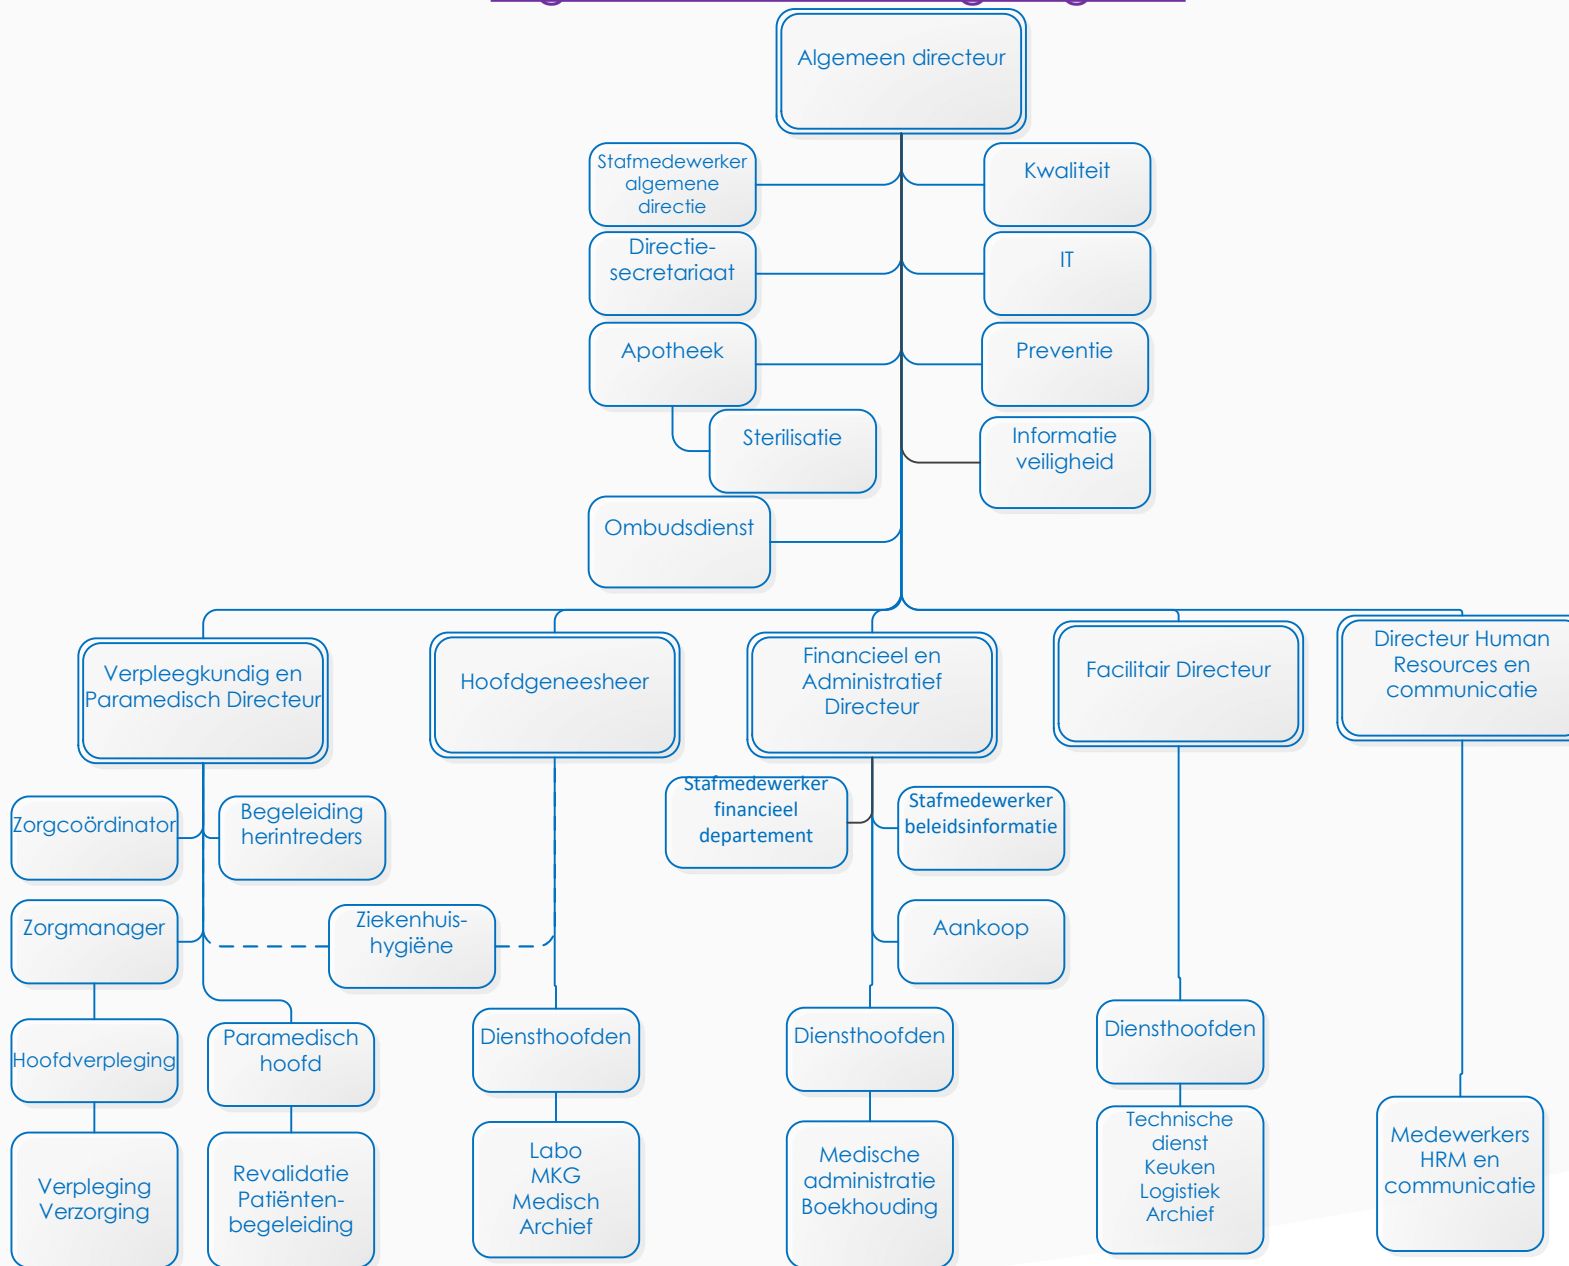 Algemeen directeur
Stafmedewerker
algemene
directie
Kwaliteit
Directie-
secretariaat
IT
Apotheek
Preventie
Sterilisatie
Informatie
veiligheid
Ombudsdienst
Verpleegkundig en
Paramedisch Directeur
Hoofdgeneesheer
Financieel en
Administratief
Directeur
Facilitair Directeur
Directeur Human
Resources en
communicatie
Zorgcoördinator
Begeleiding
herintreders
Stafmedewerker
financieel
departement
Stafmedewerker
beleidsinformatie
Zorgmanager
Ziekenhuis-
hygiëne
Aankoop
Hoofdverpleging
Paramedisch
hoofd
Diensthoofden
Diensthoofden
Diensthoofden
Verpleging
Verzorging
Revalidatie
Patiënten-
begeleiding
Labo
MKG
Medisch
Archief
Medische
administratie
Boekhouding
Technische
dienst
Keuken
Logistiek
Archief
Medewerkers
HRM en
communicatie